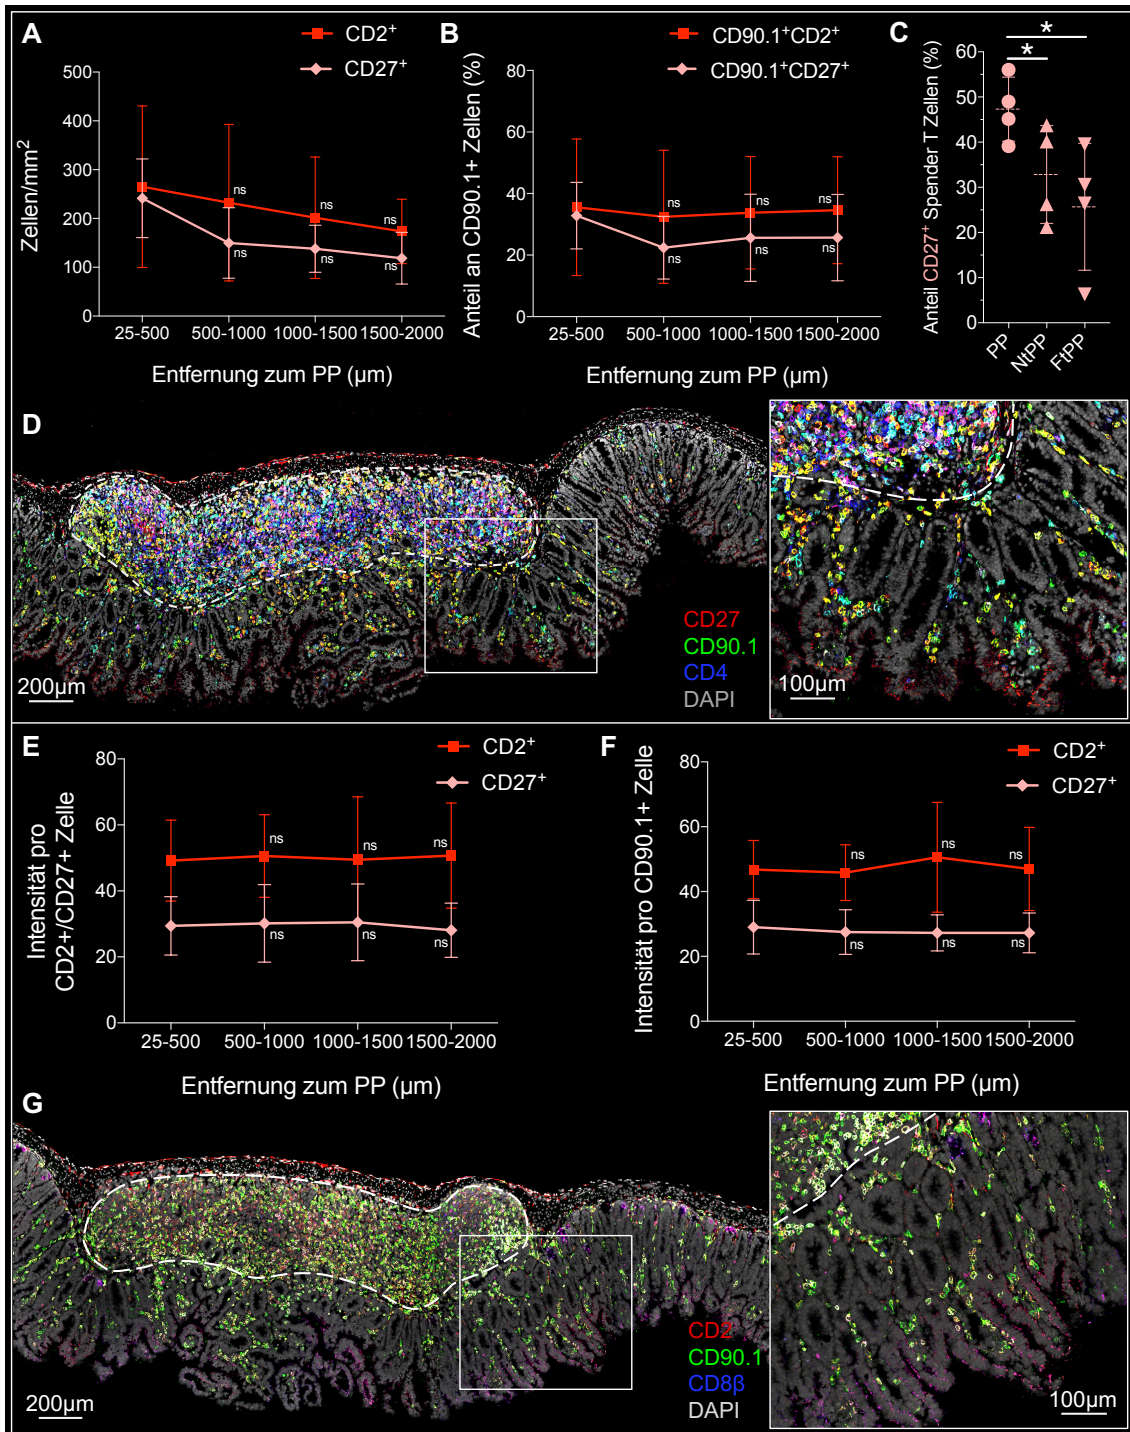 A
CD2+
CD27+
500
400
300
200
100
0
Zellen/mm2
ns
ns
ns
ns
ns
ns
25-500
500-1000
1000-1500
1500-2000
Entfernung zum PP (µm)
B
CD90.1+CD2+
CD90.1+CD27+
80
60
40
20
0
Anteil an CD90.1+ Zellen (%)
ns
ns
ns
ns
ns
ns
25-500
500-1000
1000-1500
1500-2000
Entfernung zum PP (µm)
C
*
*
60
50
40
30
20
10
0
Anteil CD27+ Spender T Zellen (%)
PP
NtPP
FtPP
D
CD27
CD90.1
CD4
DAPI
200µm
100µm
E
CD2+
CD27+
80
60
40
20
0
Intensität pro
CD2+/CD27+ Zelle
ns
ns
ns
ns
ns
ns
25-500
500-1000
1000-1500
1500-2000
Entfernung zum PP (µm)
F
CD2+
CD27+
80
60
40
20
0
Intensität pro CD90.1+ Zelle
ns
ns
ns
ns
ns
ns
25-500
500-1000
1000-1500
1500-2000
Entfernung zum PP (µm)
G
CD2
CD90.1
CD8β
DAPI
200µm
100µm